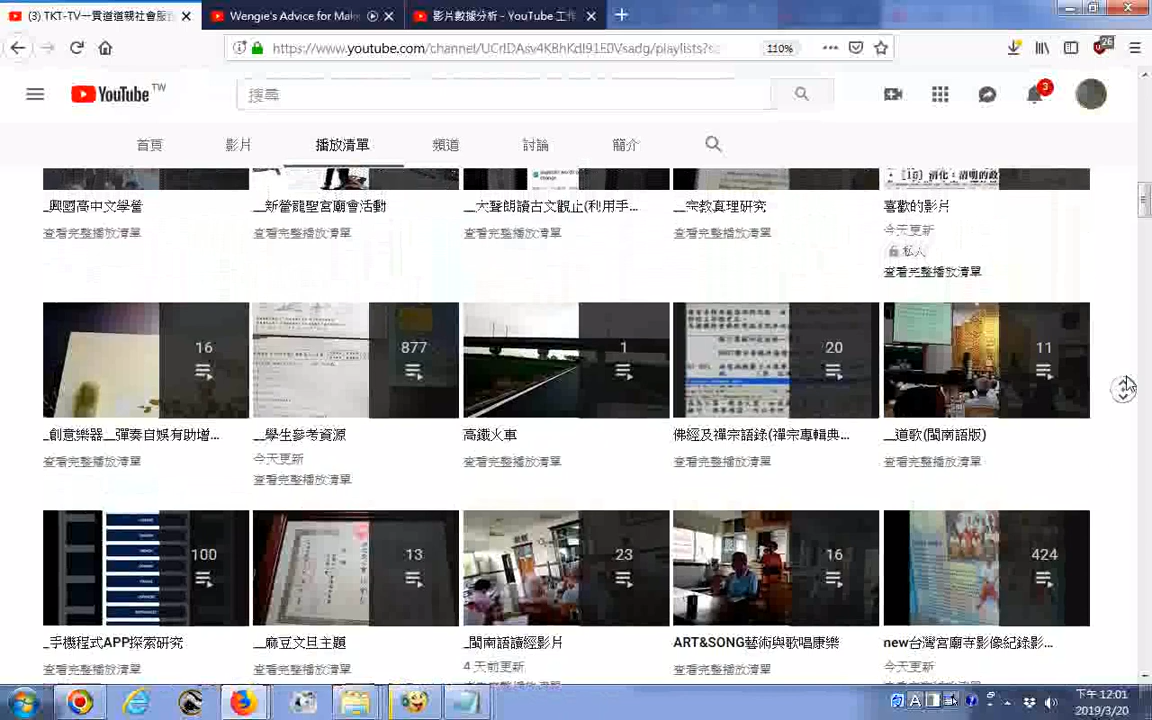 (3) TKT-TV一貫道道親社會服
Wengie's Advice for Mak
影片數據分析 - YouTube 工作
https://www.youtube.com/channel/
110%
26
YouTube TW
搜尋
3
首頁
影片
播放清單
頻道
討論
簡介
_興國高中文學營
查看完整播放清單
__新營龍聖宮廟會活動
查看完整播放清單
__大聲朗讀古文觀止(利用手...
查看完整播放清單
__宗教真理研究
查看完整播放清單
喜歡的影片
今天更新
私人
查看完整播放清單
16
877
1
20
11
_創意樂器__彈奏自娛有助增...
查看完整播放清單
__學生參考資源
今天更新
查看完整播放清單
高鐵火車
查看完整播放清單
佛經及禪宗語錄(禪宗專輯典...
查看完整播放清單
__道歌(閩南語版)
查看完整播放清單
100
13
23
16
424
_手機程式APP探索研究
查看完整播放清單
__麻豆文旦主題
查看完整播放清單
_閩南語讀經影片
4 天前更新
ART&SONG藝術與歌唱康樂
查看完整播放清單
new台灣宮廟寺影像紀錄影...
今天更新
下午 12:01
2019/3/20